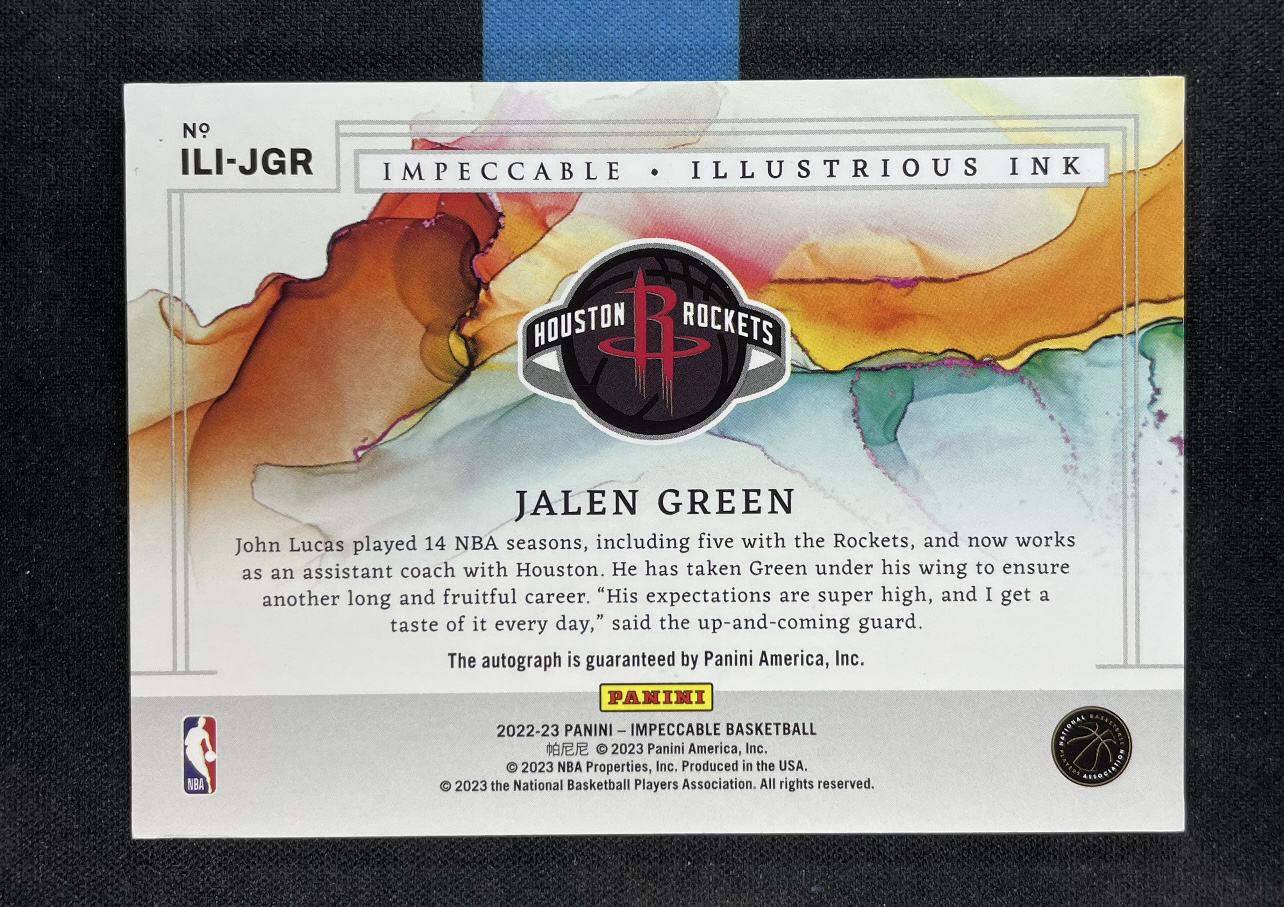 Nº
ILI-JGR
IMPECCABLE • ILLUSTRIOUS INK
HOUSTON R ROCKETS
JALEN GREEN
John Lucas played 14 NBA seasons, including five with the Rockets, and now works
as an assistant coach with Houston. He has taken Green under his wing to ensure
another long and fruitful career. “His expectations are super high, and I get a
taste of it every day,” said the up-and-coming guard.
The autograph is guaranteed by Panini America, Inc.
PANINI
2022-23 PANINI – IMPECCABLE BASKETBALL
帕尼尼 © 2023 Panini America, Inc.
© 2023 NBA Properties, Inc. Produced in the USA.
© 2023 the National Basketball Players Association. All rights reserved.
NBA
NATIONAL BASKETBALL
PLAYERS ASSOCIATION